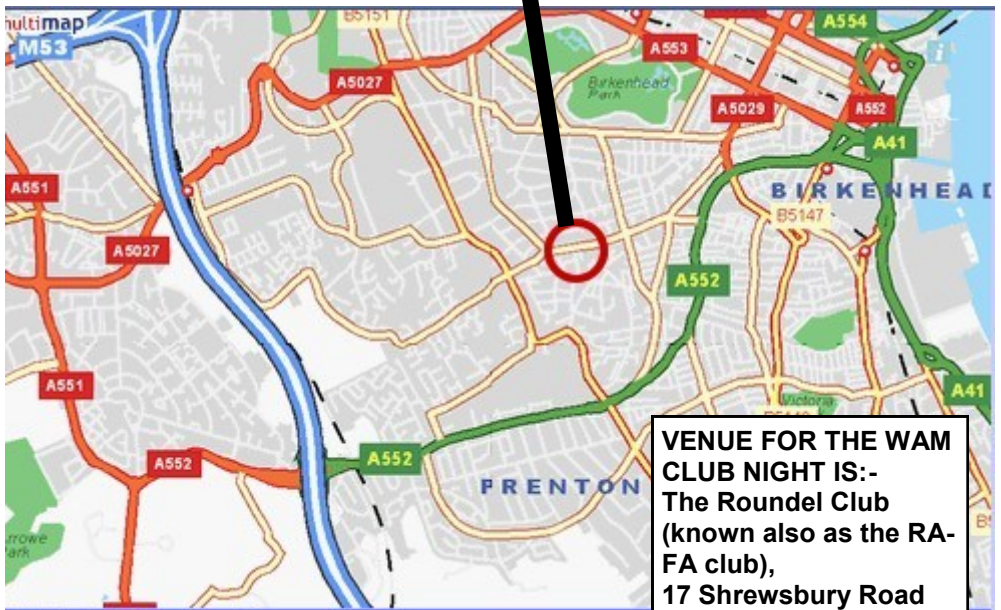 multimap
B5151
A554
M53
A553
A5027
Birkenhead
Park
A5029
A552
A41
A551
BIRKENHEAD
B5147
A5027
A552
A551
A41
Victoria
A552
A552
PRENTON
Arrowe
Park
VENUE FOR THE WAM
CLUB NIGHT IS:-
The Roundel Club
(known also as the RA-
FA club),
17 Shrewsbury Road